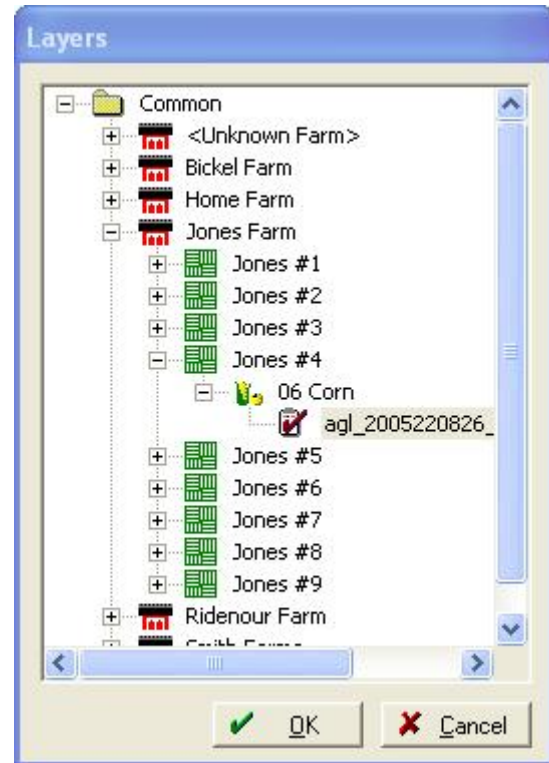 Layers
Common
<Unknown Farm>
Bickel Farm
Home Farm
Jones Farm
Jones #1
Jones #2
Jones #3
Jones #4
06 Corn
agl_2005220826_
Jones #5
Jones #6
Jones #7
Jones #8
Jones #9
Ridenour Farm
OK
Cancel